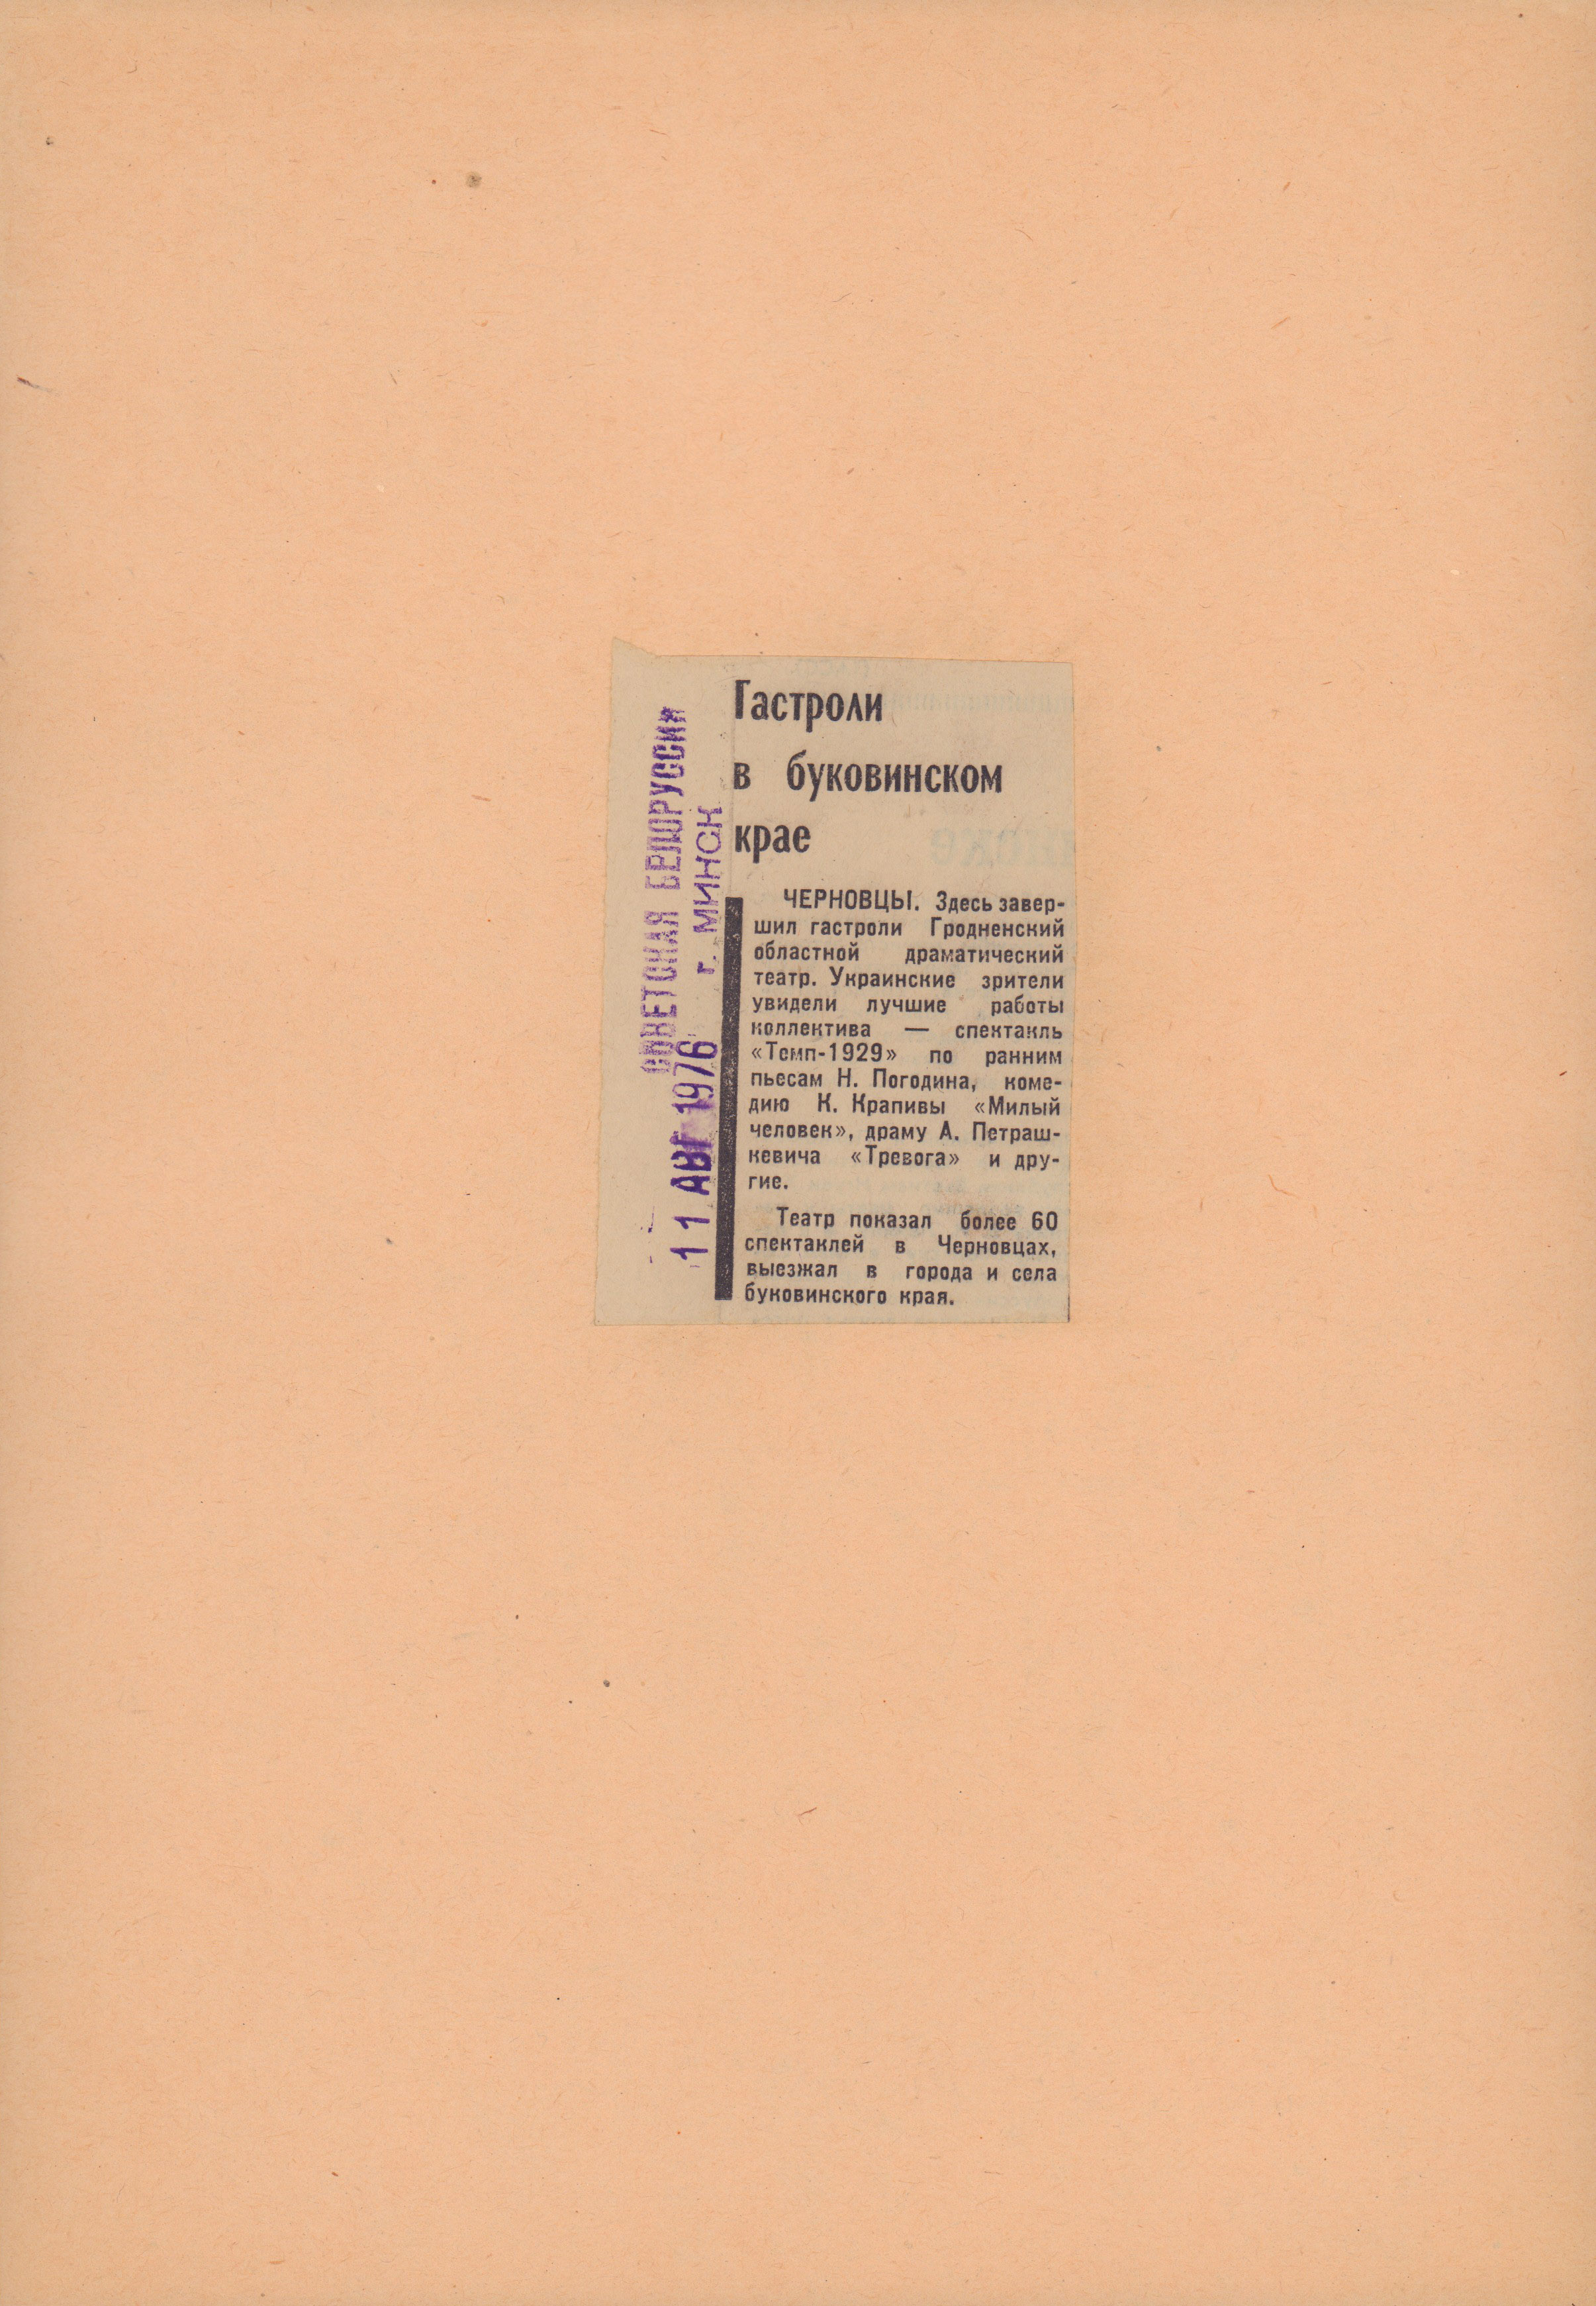 Гастроли
в буковинском
крае
ЧЕРНОВЦЫ. Здесь завер-
шил гастроли Гродненский
областной драматический
театр. Украинские зрители
увидели лучшие работы
коллектива — спектакль
«Темп-1929» по ранним
пьесам Н. Погодина, коме-
дию К. Крапивы «Милый
человек», драму А. Петраш-
кевича «Тревога» и дру-
гие.
Театр показал более 60
спектаклей в Черновцах,
выезжал в города и села
буковинского края.
СОВЕТСКАЯ БЕЛОРУССИЯ
г. МИНСК
11 АВГ 1976